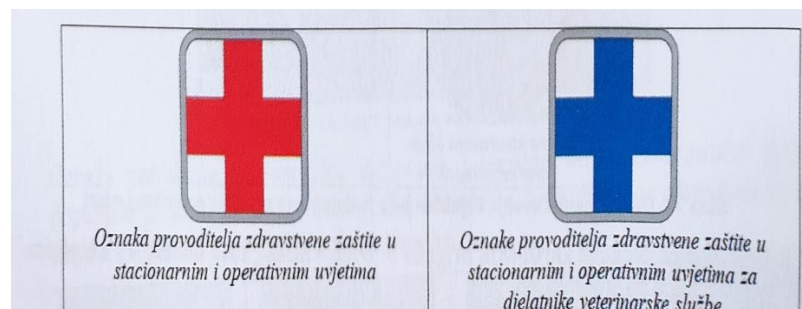 Oznaka provoditelja zdravstvene zaštite u
stacionarnim i operativnim uvjetima
Oznake provoditelja zdravstvene zaštite u
stacionarnim i operativnim uvjetima za
djelatnike veterinarske službe